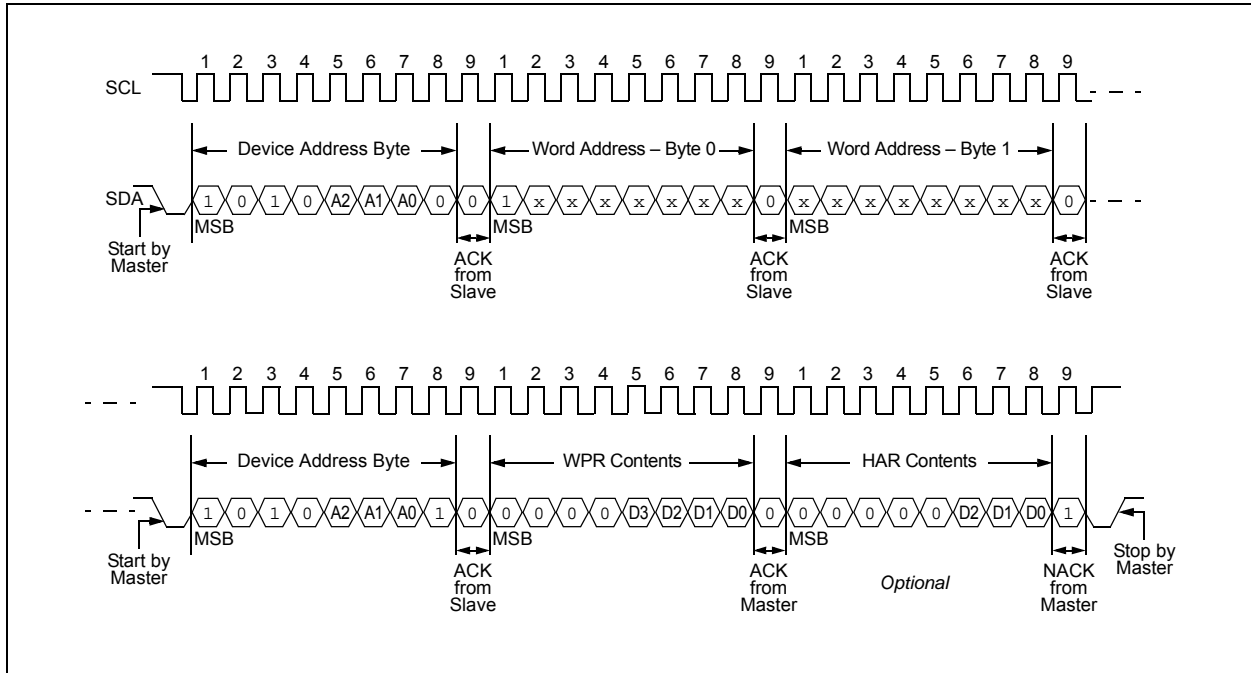 1 2 3 4 5 6 7 8 9 1 2 3 4 5 6 7 8 9 1 2 3 4 5 6 7 8 9
SCL
Device Address Byte
Word Address – Byte 0
Word Address – Byte 1
SDA
1 0 1 0 A2 A1 A0 0 0 1 x x x x x x x 0 x x x x x x x x 0
MSB
MSB
MSB
Start by
Master
ACK
from
Slave
ACK
from
Slave
ACK
from
Slave
1 2 3 4 5 6 7 8 9 1 2 3 4 5 6 7 8 9 1 2 3 4 5 6 7 8 9
Device Address Byte
WPR Contents
HAR Contents
1 0 1 0 A2 A1 A0 1 0 0 0 0 0 D3 D2 D1 D0 0 0 0 0 0 0 D2 D1 D0 1
MSB
MSB
MSB
Start by
Master
ACK
from
Slave
ACK
from
Master
Optional
NACK
from
Master
Stop by
Master